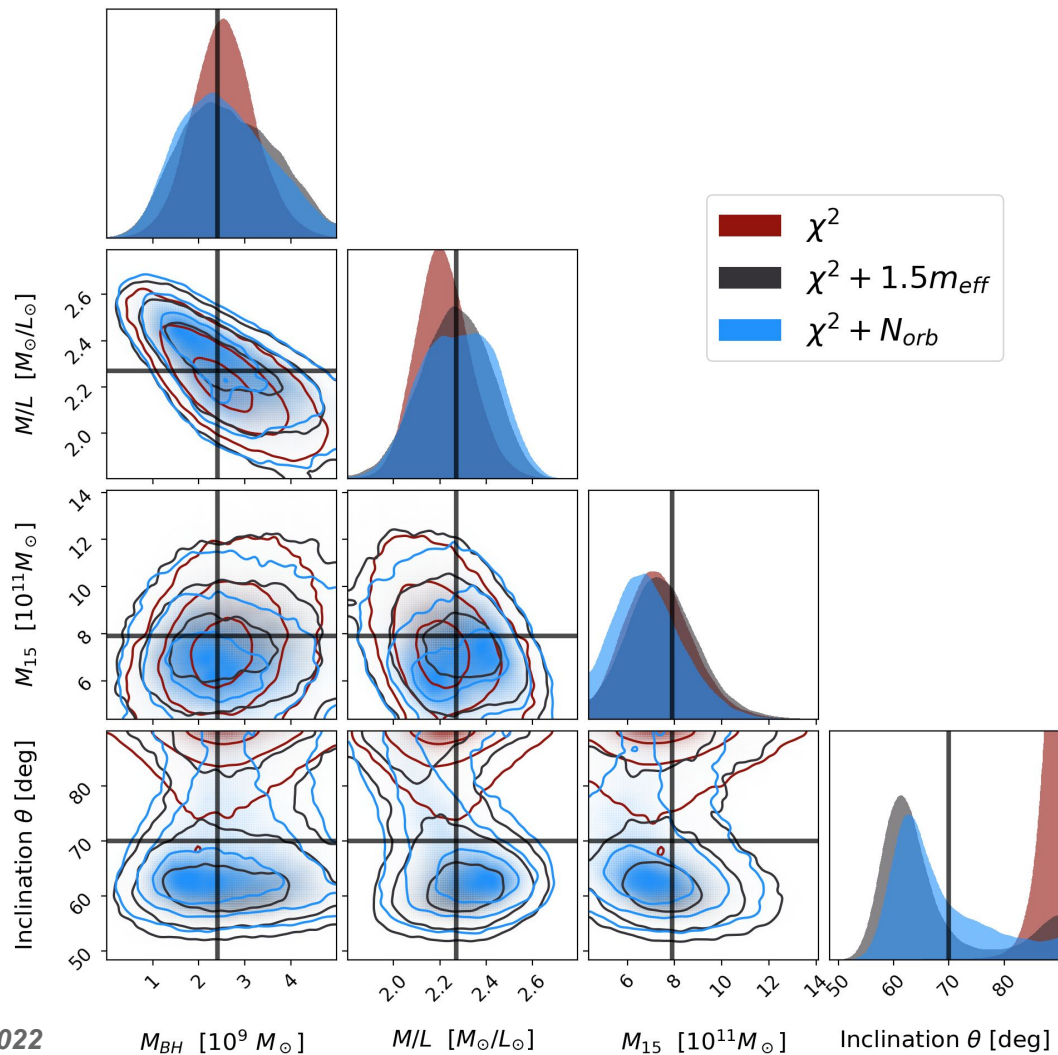 χ²
χ² + 1.5m_eff
χ² + N_orb
M/L [M⊙/L⊙]
2.6
2.4
2.2
2.0
M₁₅ [10¹¹M⊙]
14
12
10
8
6
Inclination θ [deg]
80
70
60
50
1 2 3 4
2.0 2.2 2.4 2.6
6 8 10 12 14
50 60 70 80
2022
M_BH [10⁹ M⊙]
M/L [M⊙/L⊙]
M₁₅ [10¹¹M⊙]
Inclination θ [deg]